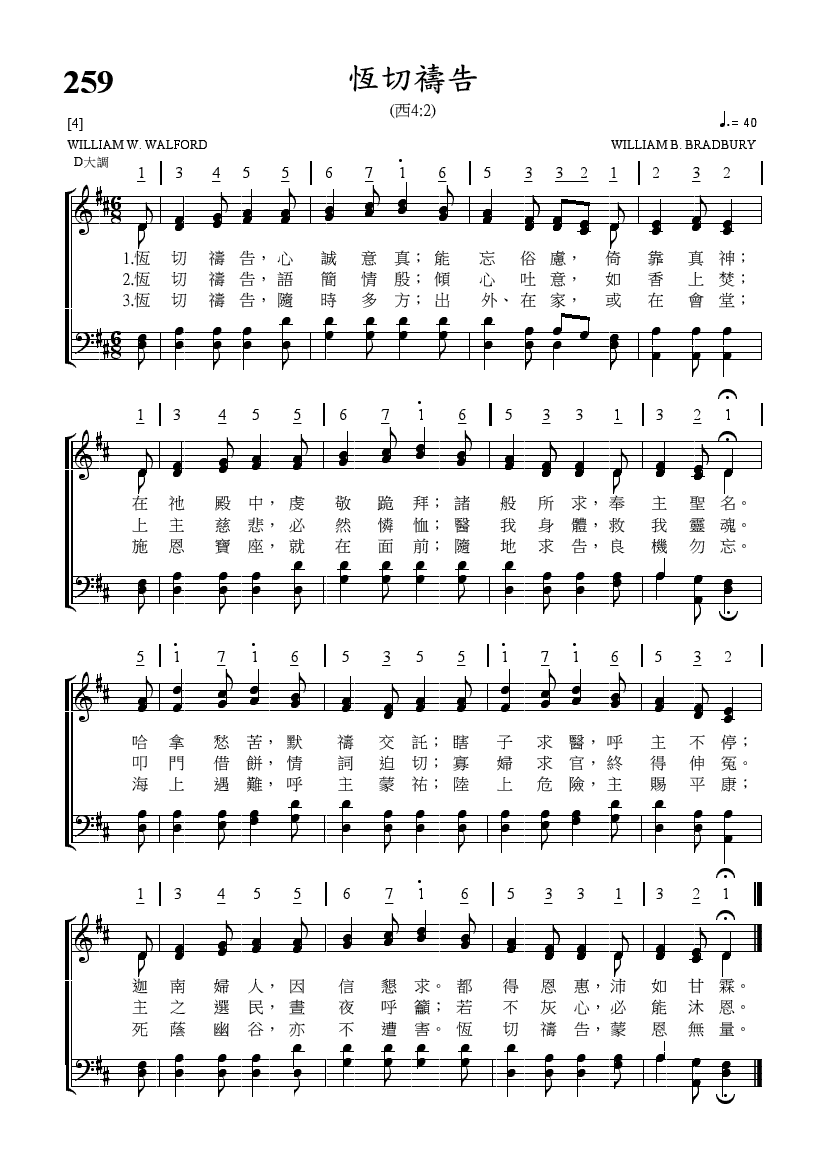 259
恆切禱告
(西4:2)
[4]
♩. = 40
WILLIAM W. WALFORD
WILLIAM B. BRADBURY
D大調
1 | 3 4 5 5 | 6 7 1̇ 6 | 5 3 3 2 1 | 2 3 2 |
6/8
1.恆 切 禱 告，心 誠 意 真；能 忘 俗 慮， 倚 靠 真 神；
2.恆 切 禱 告，語 簡 情 殷；傾 心 吐 意， 如 香 上 焚；
3.恆 切 禱 告，隨 時 多 方；出 外、在 家， 或 在 會 堂；
6/8
1 | 3 4 5 5 | 6 7 1̇ 6 | 5 3 3 1 | 3 2 1 |
在 祂 殿 中，虔 敬 跪 拜；諸 般 所 求，奉 主 聖 名。
上 主 慈 悲，必 然 憐 恤；醫 我 身 體，救 我 靈 魂。
施 恩 寶 座，就 在 面 前；隨 地 求 告，良 機 勿 忘。
5 | 1̇ 7 1̇ 6 | 5 3 5 5 | 1̇ 7 1̇ 6 | 5 3 2 |
哈 拿 愁 苦，默 禱 交 託；瞎 子 求 醫，呼 主 不 停；
叩 門 借 餅，情 詞 迫 切；寡 婦 求 官，終 得 伸 冤。
海 上 遇 難，呼 主 蒙 祐；陸 上 危 險，主 賜 平 康；
1 | 3 4 5 5 | 6 7 1̇ 6 | 5 3 3 1 | 3 2 1
迦 南 婦 人，因 信 懇 求。都 得 恩 惠，沛 如 甘 霖。
主 之 選 民，晝 夜 呼 籲；若 不 灰 心，必 能 沐 恩。
死 蔭 幽 谷，亦 不 遭 害。恆 切 禱 告，蒙 恩 無 量。